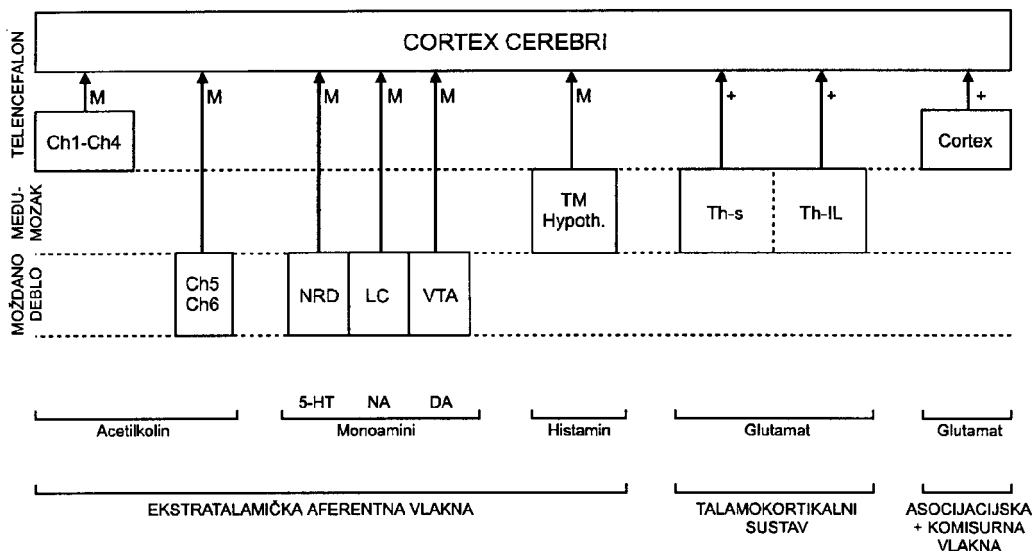 TELENCEFALON
CORTEX CEREBRI
M
M
M
M
M
M
+
+
+
Ch1-Ch4
Cortex
MEĐU-
MOZAK
TM
Hypoth.
Th-s
Th-IL
MOŽDANO
DEBLO
Ch5
Ch6
NRD
LC
VTA
5-HT
NA
DA
Acetilkolin
Monoamini
Histamin
Glutamat
Glutamat
EKSTRATALAMIČKA AFERENTNA VLAKNA
TALAMOKORTIKALNI
SUSTAV
ASOCIJACIJSKA
+ KOMISURNA
VLAKNA